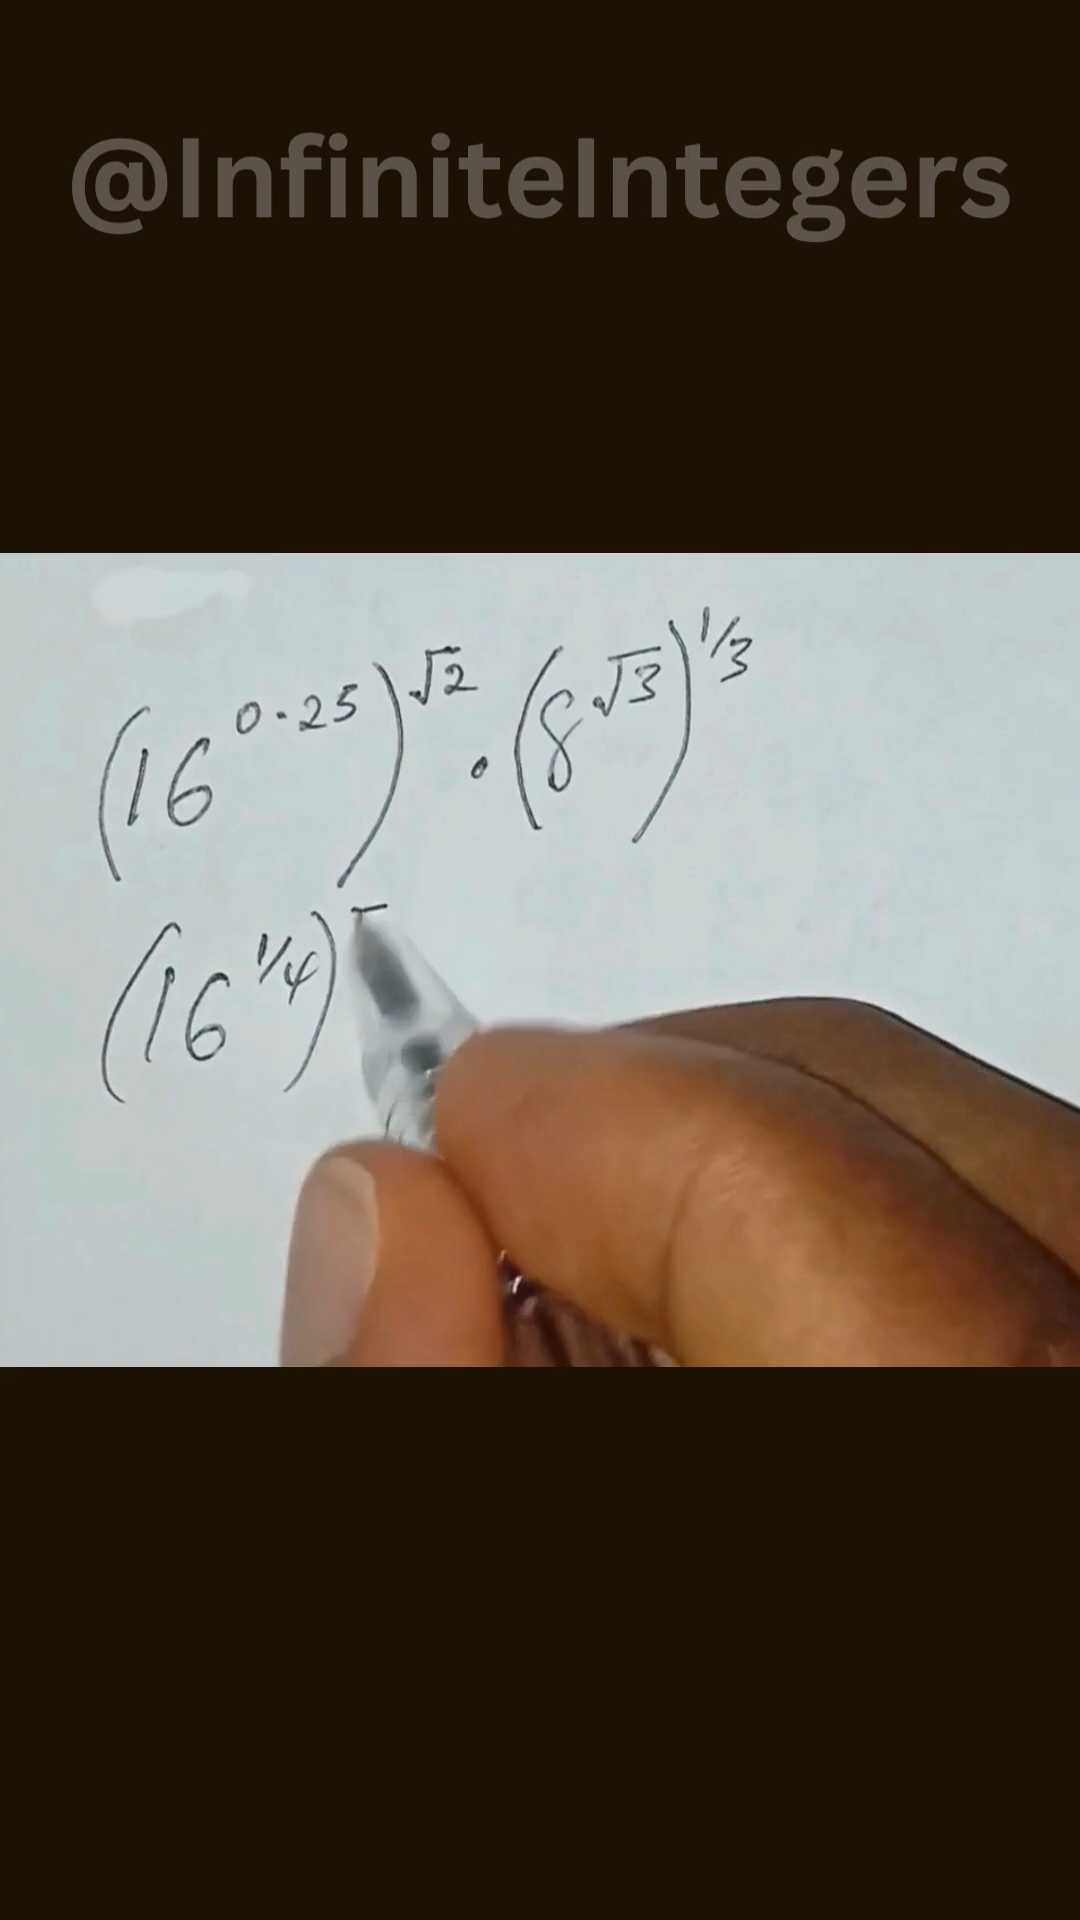 @InfiniteIntegers
(16^0.25)^√2 · (8^√3)^1/3
(16^1/4)^√